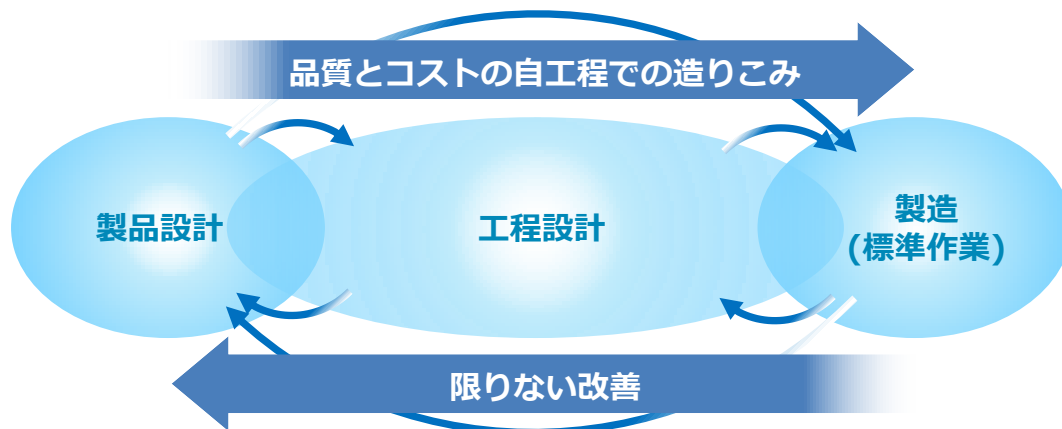 品質とコストの自工程での造りこみ
製品設計
工程設計
製造
(標準作業)
限りない改善